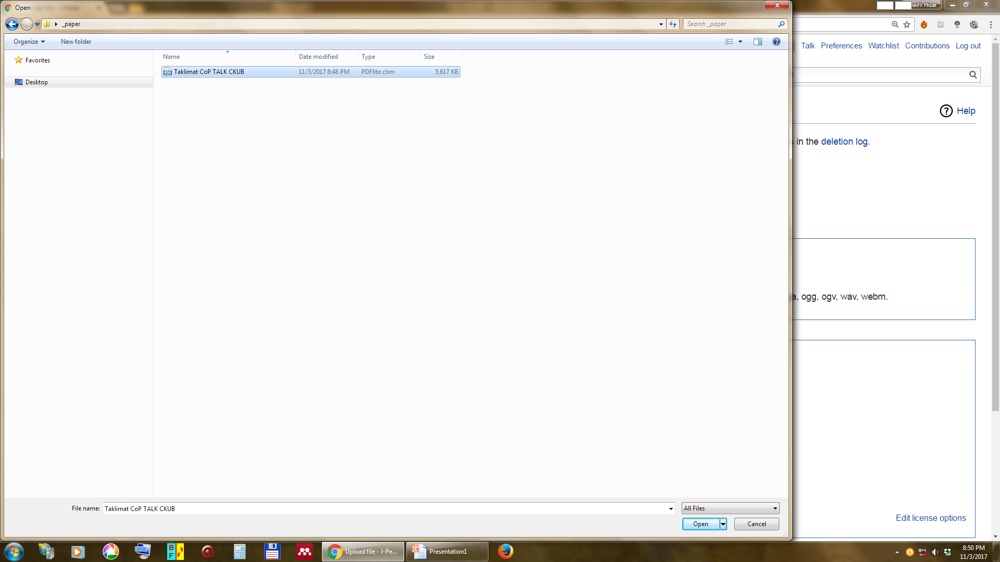 Open
airil Hizar
_paper
Search _paper
Organize
New folder
Talk Preferences Watchlist Contributions Log out
Name Date modified Type Size
Favorites
Taklimat CoP TALK CKUB 11/3/2017 8:48 PM PDFlite chm 5,617 KB
Desktop
Help
in the deletion log.
a, ogg, ogv, wav, webm.
File name: Taklimat CoP TALK CKUB
All Files
Edit license options
Open
Cancel
PDF
B
F
Upload file - J-Pe...
Presentation1
8:50 PM
11/3/2017